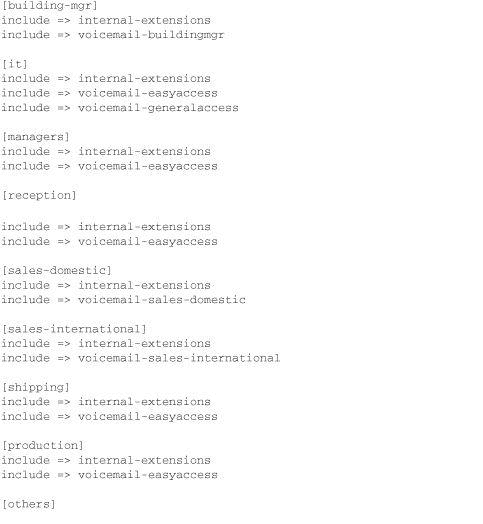 [building-mgr]
include => internal-extensions
include => voicemail-buildingmgr
[it]
include => internal-extensions
include => voicemail-easyaccess
include => voicemail-generalaccess
[managers]
include => internal-extensions
include => voicemail-easyaccess
[reception]
include => internal-extensions
include => voicemail-easyaccess
[sales-domestic]
include => internal-extensions
include => voicemail-sales-domestic
[sales-international]
include => internal-extensions
include => voicemail-sales-international
[shipping]
include => internal-extensions
include => voicemail-easyaccess
[production]
include => internal-extensions
include => voicemail-easyaccess
[others]